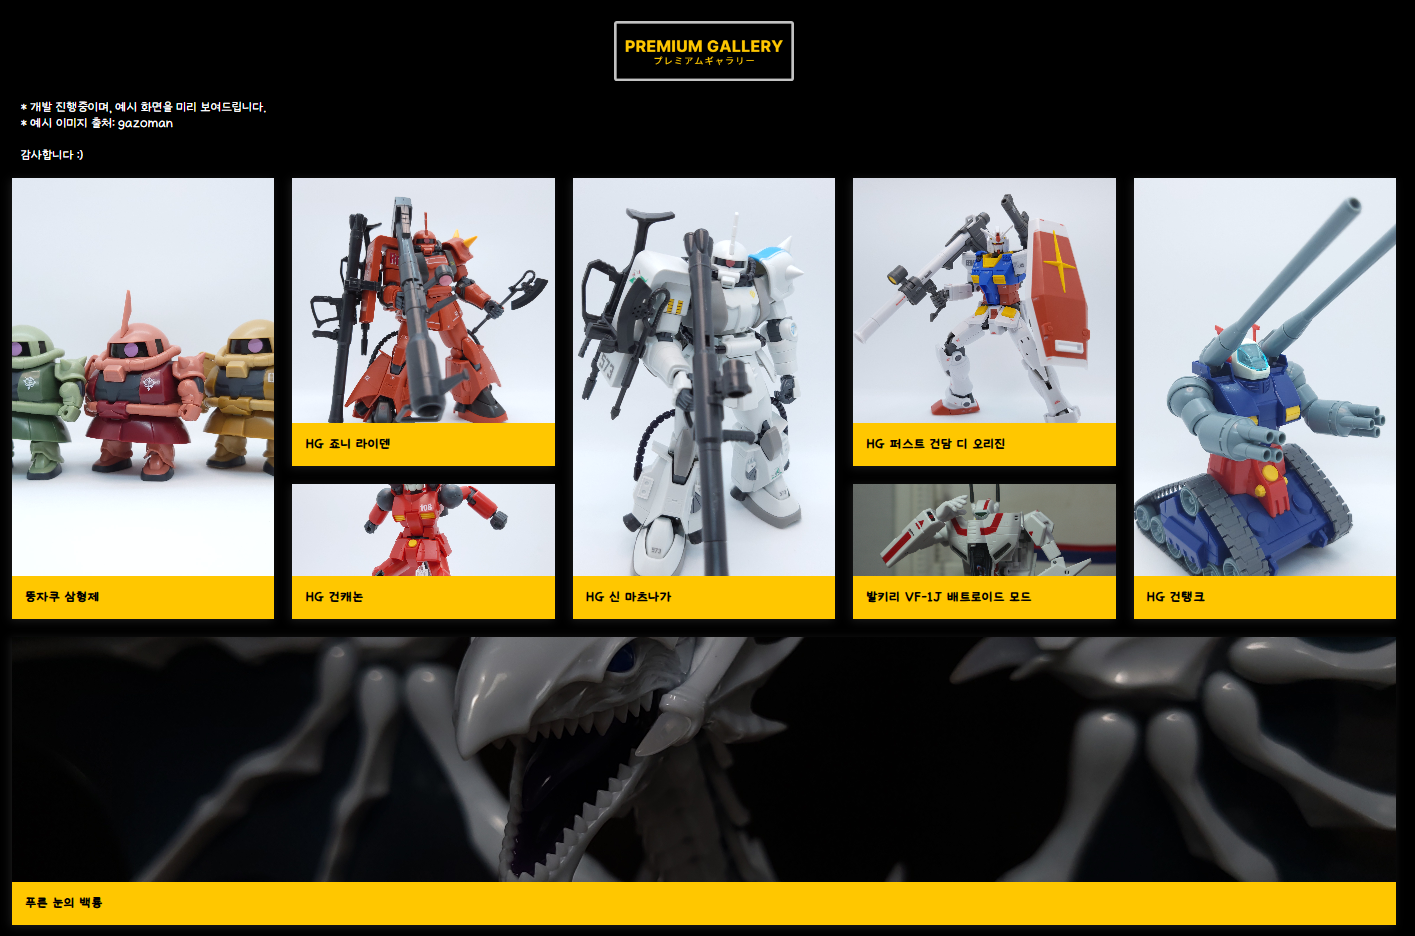 PREMIUM GALLERY
プレミアムギャラリー
* 개발 진행중이며, 예시 화면을 미리 보여드립니다.
* 예시 이미지 출처: gazoman
감사합니다 :)
HG 죠니 라이덴
HG 퍼스트 건담 디 오리진
573
108
뚱자쿠 삼형제
HG 건캐논
HG 신 마츠나가
발키리 VF-1J 배트로이드 모드
HG 건탱크
푸른 눈의 백룡